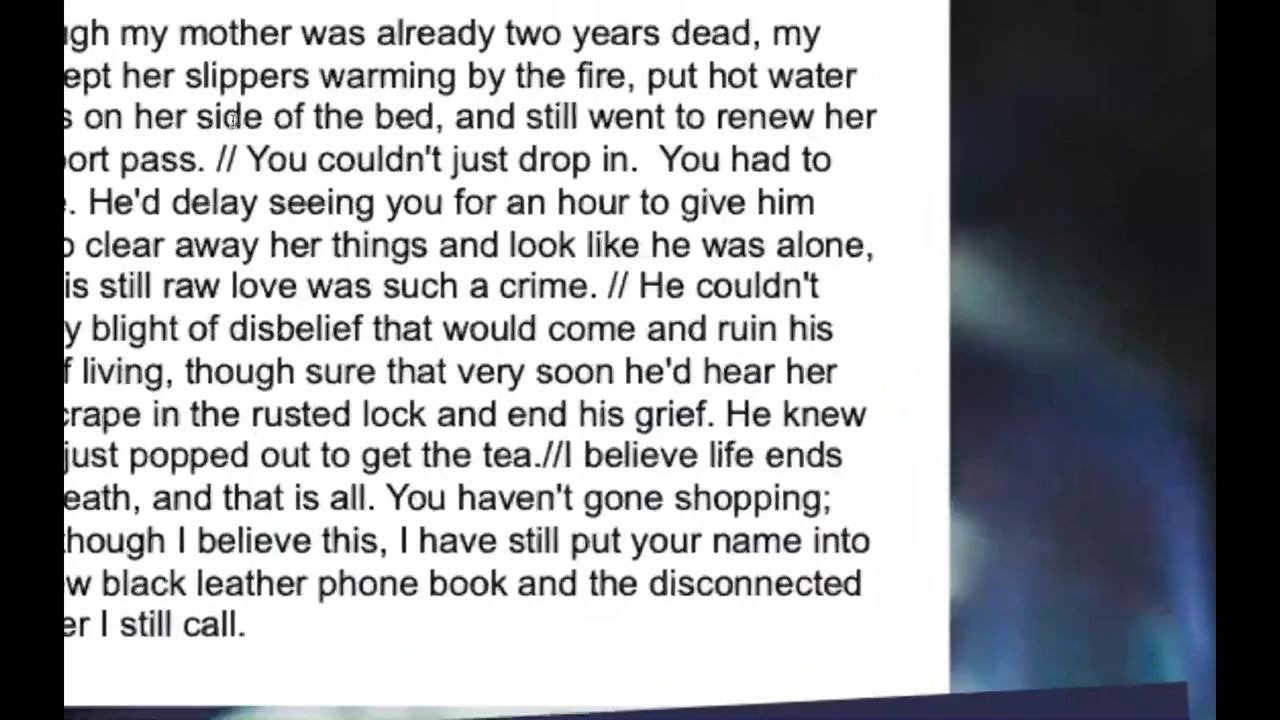 ugh my mother was already two years dead, my
ept her slippers warming by the fire, put hot water
s on her side of the bed, and still went to renew her
ort pass. // You couldn't just drop in.  You had to
. He'd delay seeing you for an hour to give him
o clear away her things and look like he was alone,
is still raw love was such a crime. // He couldn't
y blight of disbelief that would come and ruin his
f living, though sure that very soon he'd hear her
crape in the rusted lock and end his grief. He knew
just popped out to get the tea.//I believe life ends
eath, and that is all. You haven't gone shopping;
though I believe this, I have still put your name into
w black leather phone book and the disconnected
er I still call.